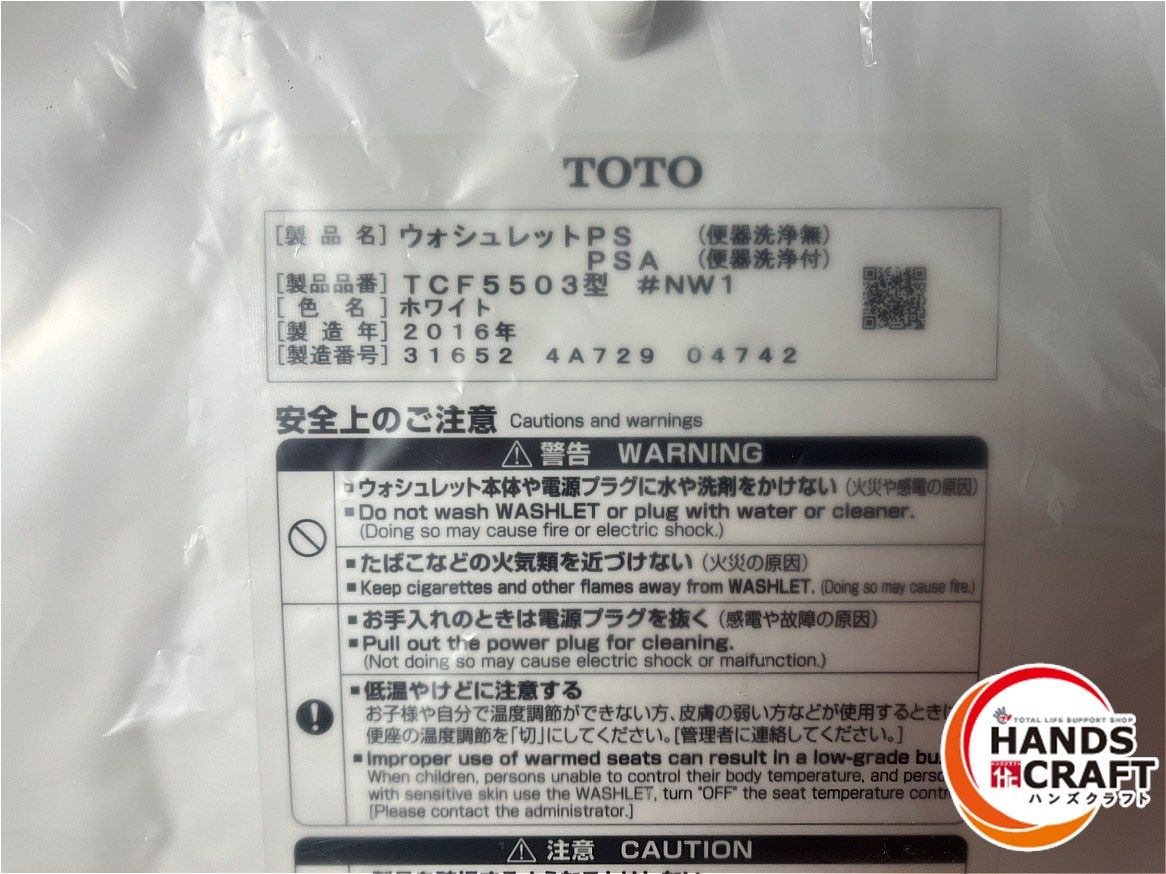 TOTO
[製品名] ウォシュレットPS (便器洗浄無)
PSA (便器洗浄付)
[製品品番] TCF5503型 #NW1
[色名] ホワイト
[製造年] 2016年
[製造番号] 31652 4A729 04742
安全上のご注意 Cautions and warnings
⚠警告 WARNING
■ウォシュレット本体や電源プラグに水や洗剤をかけない (火災や感電の原因)
■Do not wash WASHLET or plug with water or cleaner.
(Doing so may cause fire or electric shock.)
■たばこなどの火気類を近づけない (火災の原因)
■Keep cigarettes and other flames away from WASHLET. (Doing so may cause fire.)
■お手入れのときは電源プラグを抜く (感電や故障の原因)
■Pull out the power plug for cleaning.
(Not doing so may cause electric shock or malfunction.)
■低温やけどに注意する
お子様や自分で温度調節ができない方、皮膚の弱い方などが使用するときは
便座の温度調節を「切」にしてください。[管理者に連絡してください。]
■Improper use of warmed seats can result in a low-grade bu
When children, persons unable to control their body temperature, and perso
with sensitive skin use the WASHLET, turn "OFF" the seat temperature contr
[Please contact the administrator.]
⚠注意 CAUTION
TOTAL LIFE SUPPORT SHOP
HANDS
CRAFT
ハンズクラフト